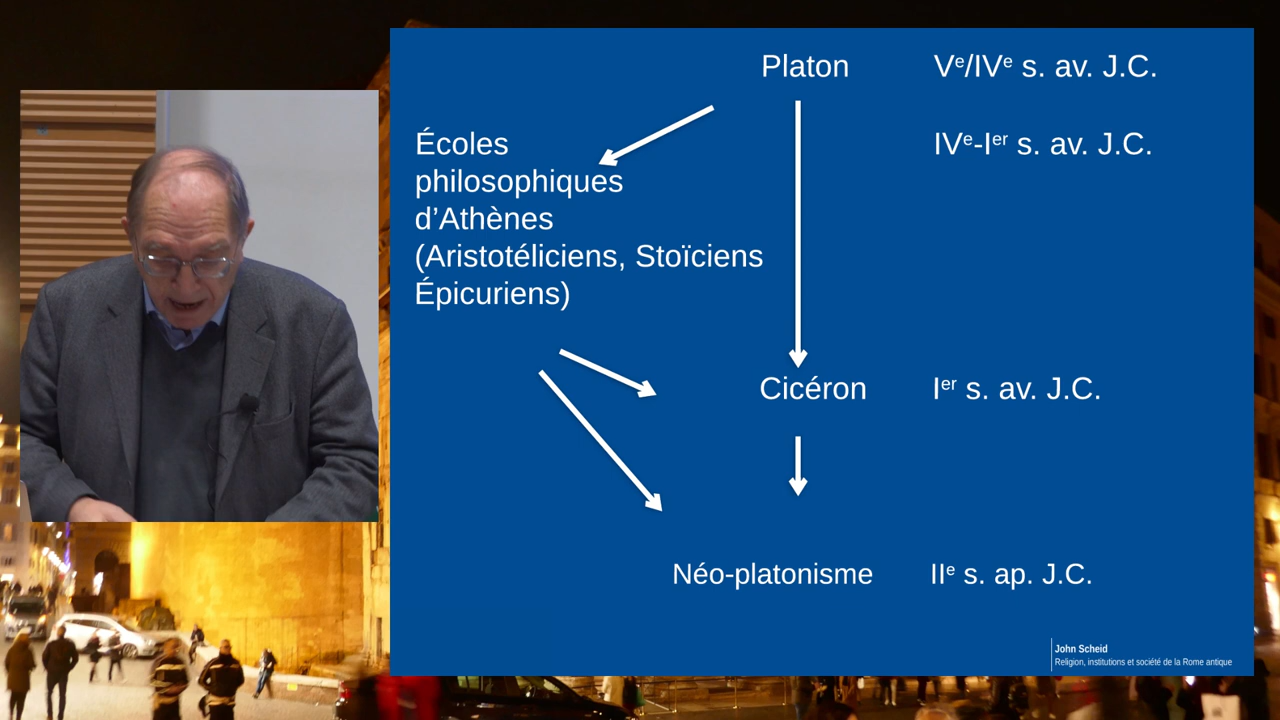 Platon
Vᵉ/IVᵉ s. av. J.C.
Écoles
philosophiques
d’Athènes
(Aristotéliciens, Stoïciens
Épicuriens)
IVᵉ-Iᵉʳ s. av. J.C.
Cicéron
Iᵉʳ s. av. J.C.
Néo-platonisme
IIᵉ s. ap. J.C.
John Scheid
Religion, institutions et société de la Rome antique